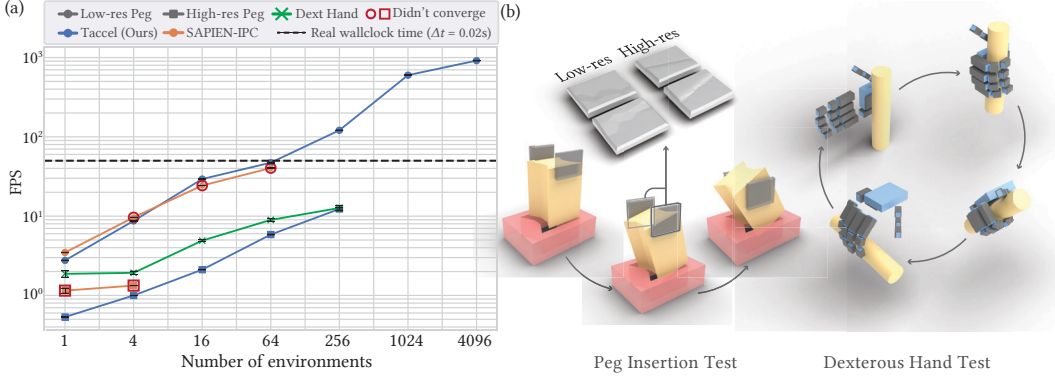 (a)
Low-res Peg High-res Peg Dext Hand Didn't converge
Taccel (Ours) SAPIEN-IPC Real wallclock time (Δt = 0.02s)
10³
10²
10¹
10⁰
FPS
1 4 16 64 256 1024 4096
Number of environments
(b)
Low-res High-res
Peg Insertion Test Dexterous Hand Test